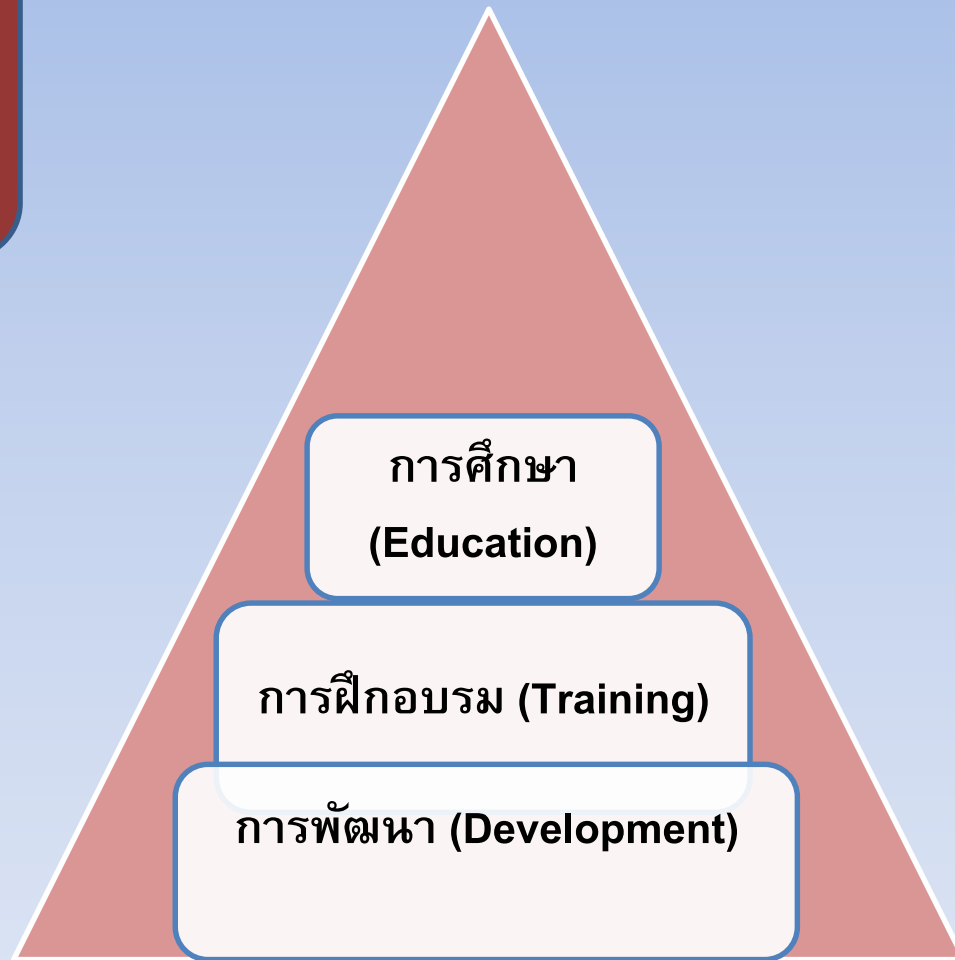 การศึกษา
(Education)
การฝึกอบรม (Training)
การพัฒนา (Development)